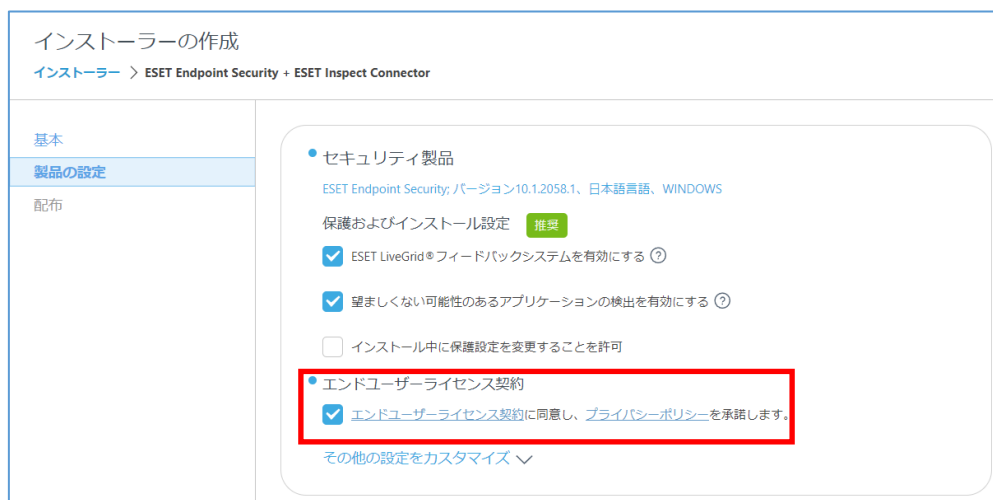 インストーラーの作成
インストーラー > ESET Endpoint Security + ESET Inspect Connector
基本
製品の設定
配布
セキュリティ製品
ESET Endpoint Security; バージョン10.1.2058.1、日本語言語、WINDOWS
保護およびインストール設定 推奨
ESET LiveGrid®フィードバックシステムを有効にする ?
望ましくない可能性のあるアプリケーションの検出を有効にする ?
インストール中に保護設定を変更することを許可
エンドユーザーライセンス契約
エンドユーザーライセンス契約に同意し、プライバシーポリシーを承諾します。
その他の設定をカスタマイズ